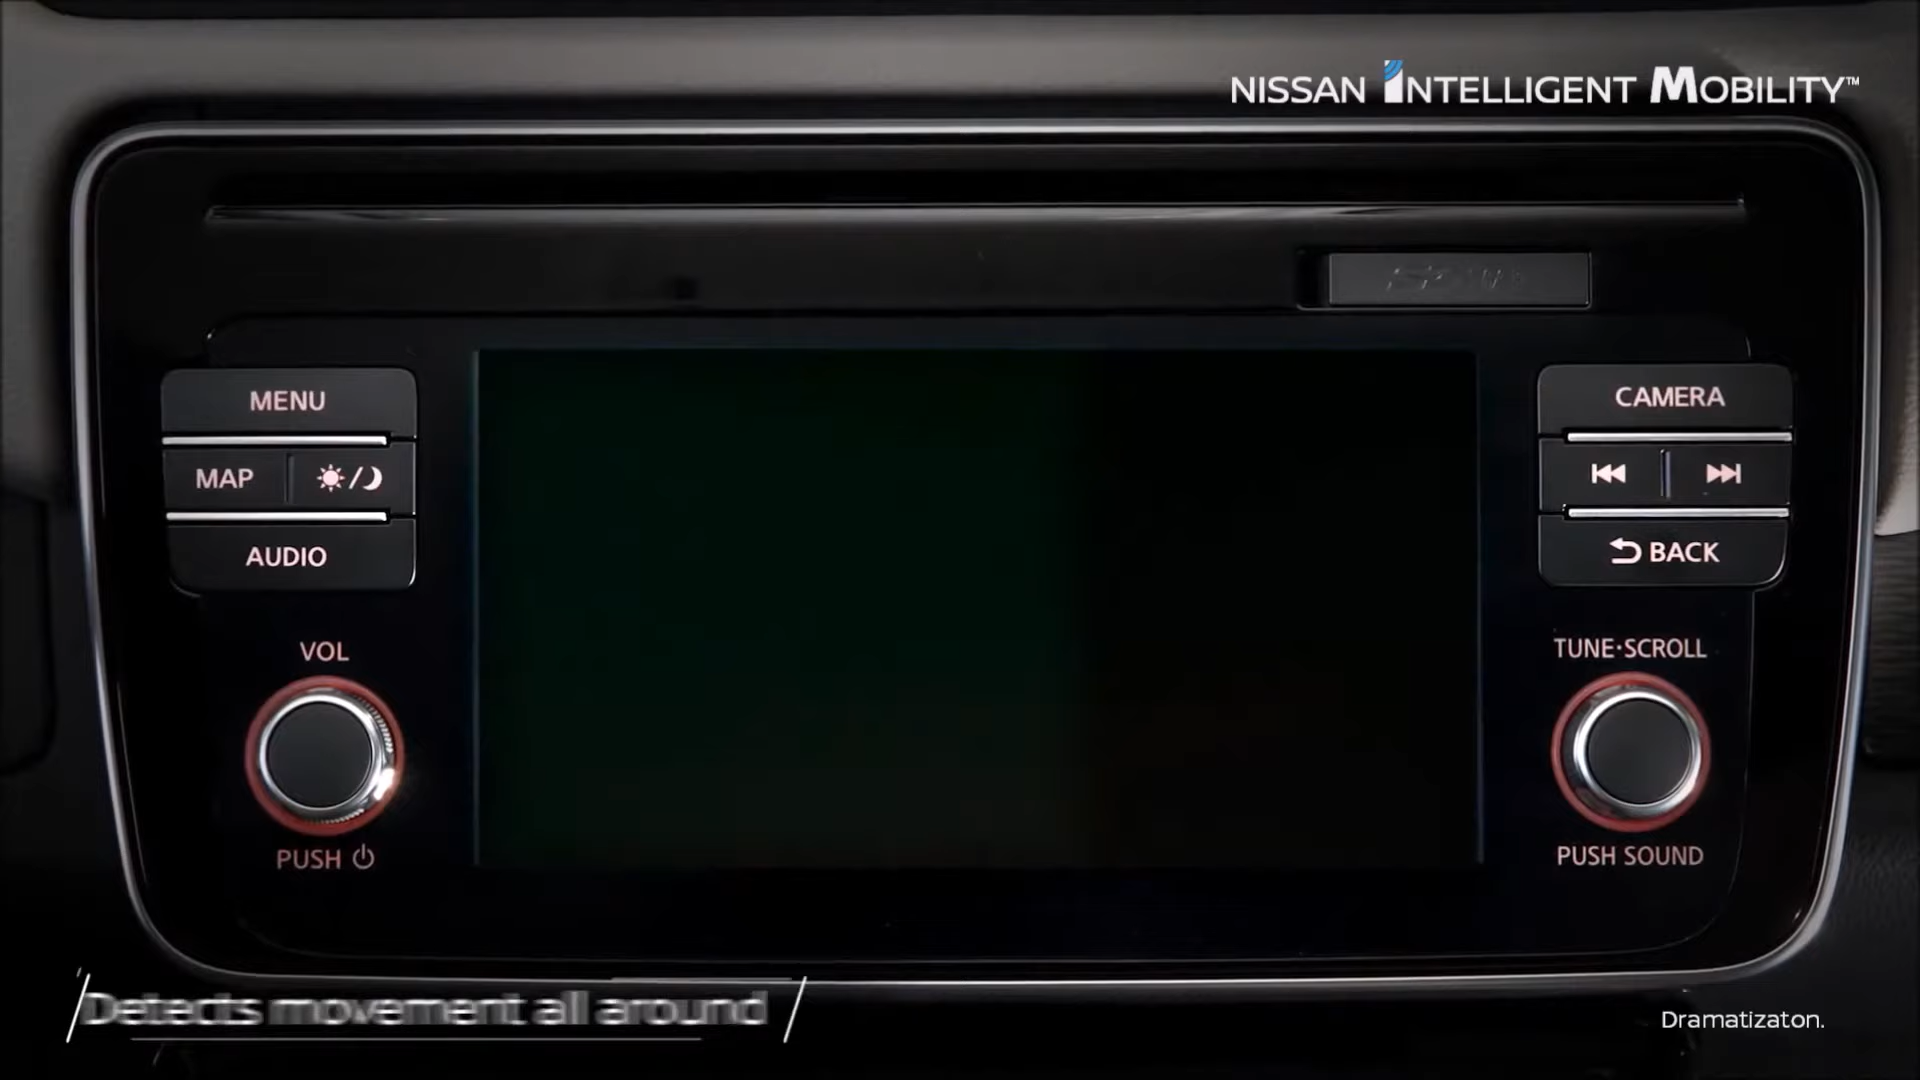 NISSAN INTELLIGENT MOBILITY™
MENU
MAP
AUDIO
VOL
PUSH
CAMERA
BACK
TUNE·SCROLL
PUSH SOUND
Detects movement all around
Dramatizaton.